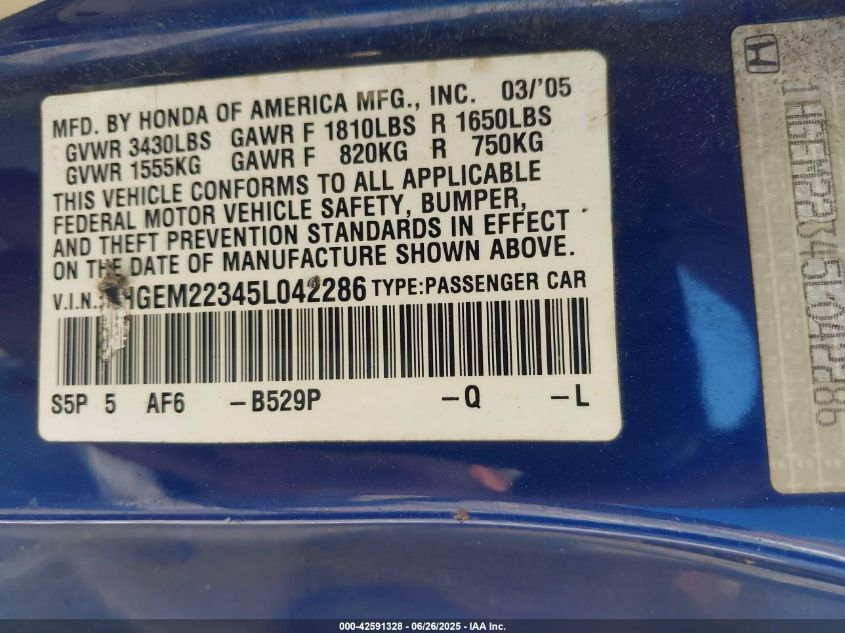 MFD. BY HONDA OF AMERICA MFG., INC. 03/'05
GVWR 3430LBS GAWR F 1810LBS R 1650LBS
GVWR 1555KG GAWR F 820KG R 750KG
THIS VEHICLE CONFORMS TO ALL APPLICABLE
FEDERAL MOTOR VEHICLE SAFETY, BUMPER,
AND THEFT PREVENTION STANDARDS IN EFFECT
ON THE DATE OF MANUFACTURE SHOWN ABOVE.
V.I.N.: HGEM22345L042286 TYPE:PASSENGER CAR
S5P 5 AF6 -B529P -Q -L
000-42591328 - 06/26/2025 - IAA Inc.